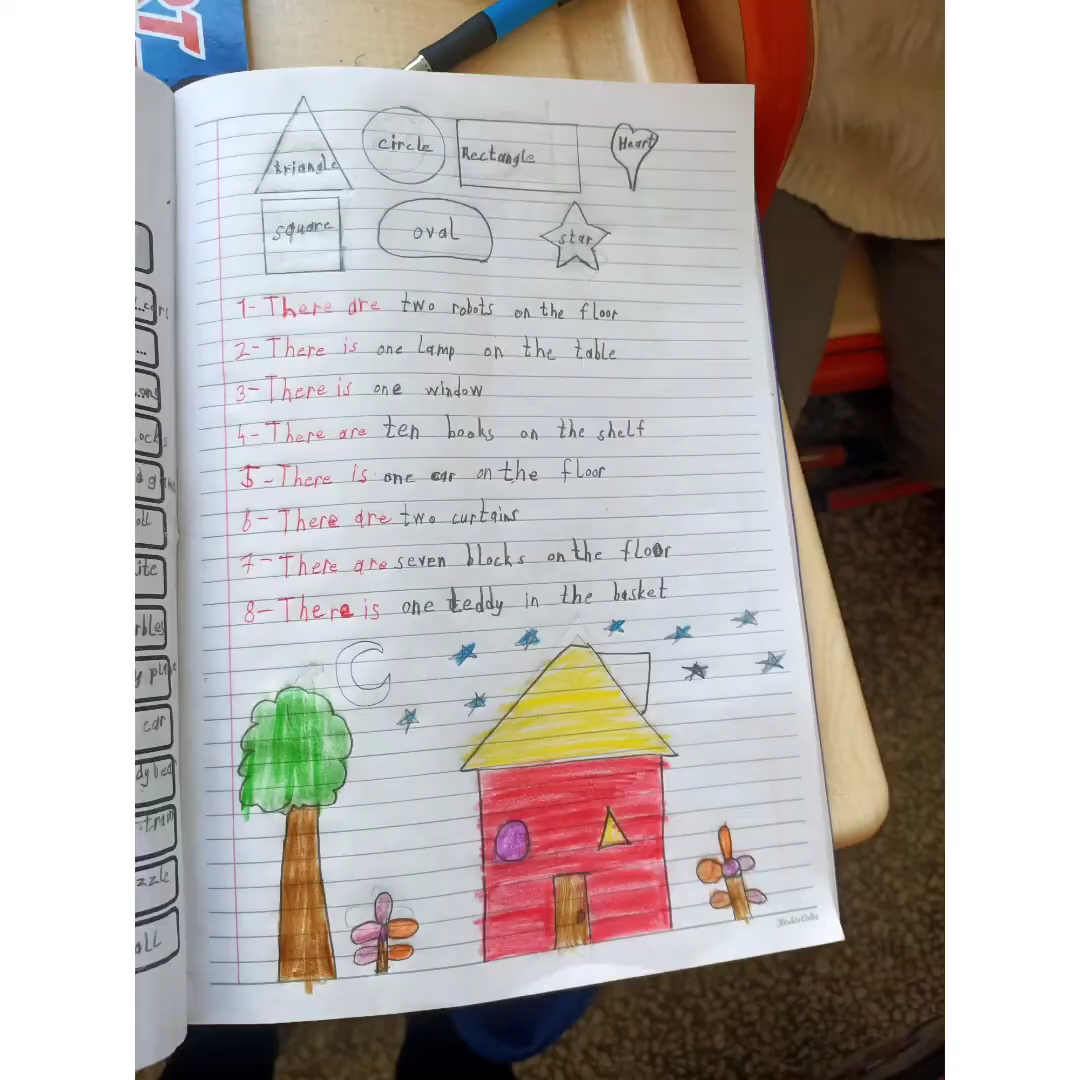 RT
triangle circle Rectangle Heart
square oval star
1- There are two robots on the floor
2- There is one lamp on the table
3- There is one window
4- There are ten books on the shelf
5- There is one car on the floor
6- There are two curtains
7- There are seven blocks on the floor
8- There is one teddy in the basket
...
car
zzle